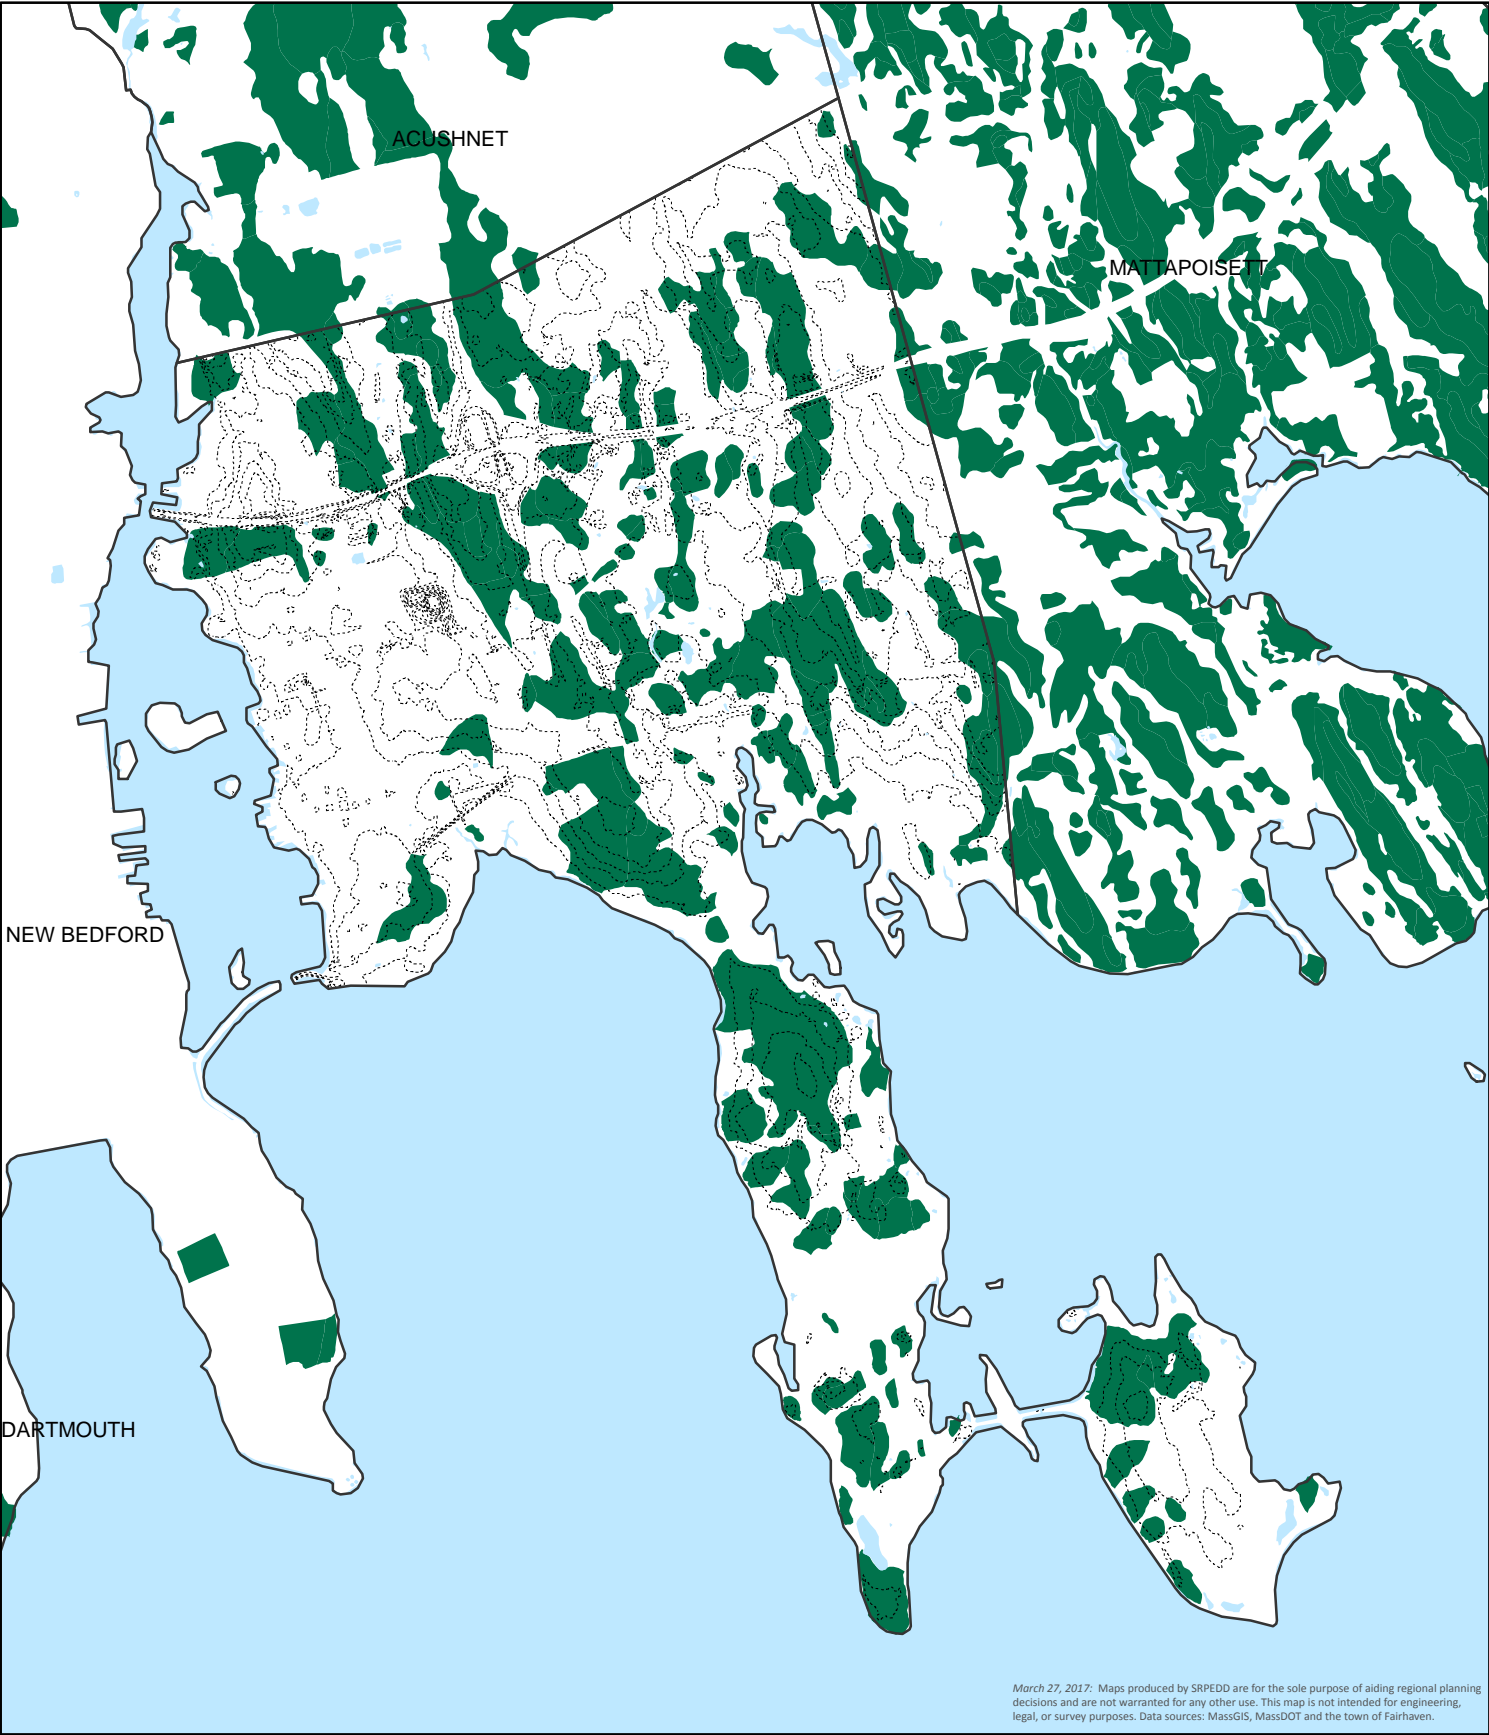 ACUSHNET
MATTAPOISETT
NEW BEDFORD
DARTMOUTH
March 27, 2017: Maps produced by SRPEDD are for the sole purpose of aiding regional planning
decisions and are not warranted for any other use. This map is not intended for engineering,
legal, or survey purposes. Data sources: MassGIS, MassDOT and the town of Fairhaven.